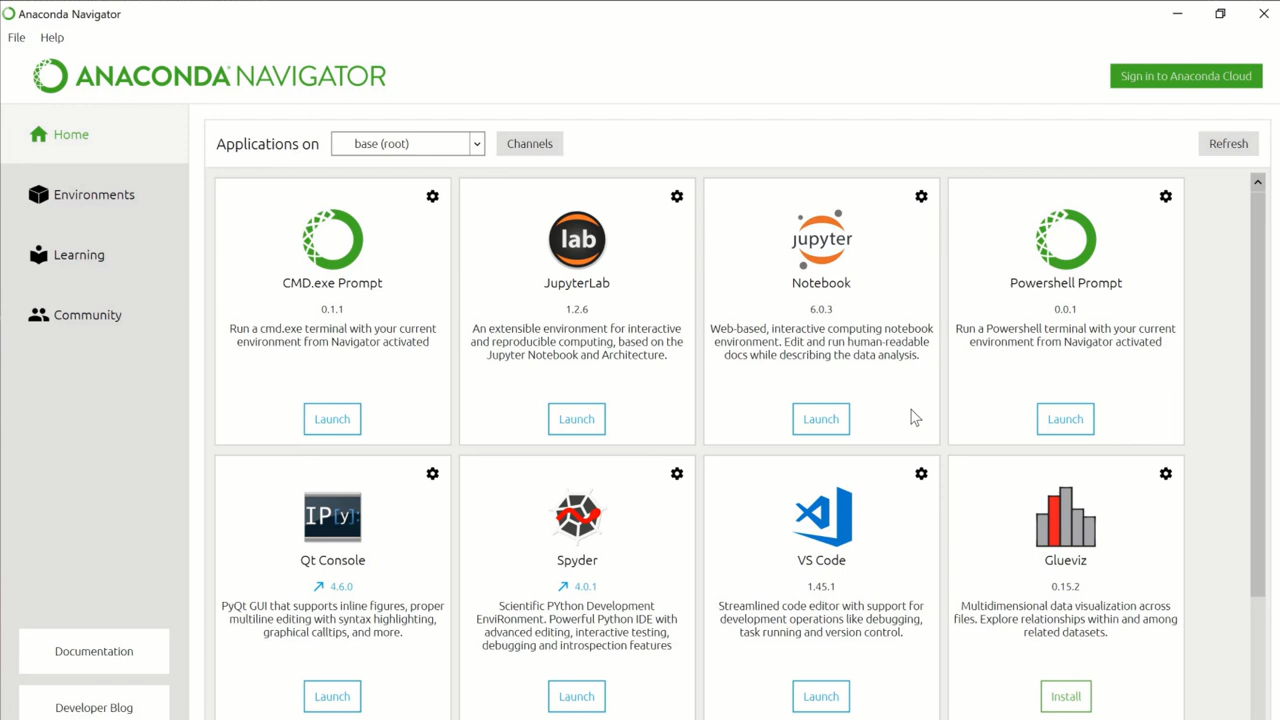 Anaconda Navigator
File Help
ANACONDA NAVIGATOR
Sign in to Anaconda Cloud
Home
Environments
Learning
Community
Documentation
Developer Blog
Applications on base (root) Channels Refresh
CMD.exe Prompt
0.1.1
Run a cmd.exe terminal with your current
environment from Navigator activated
Launch
lab
JupyterLab
1.2.6
An extensible environment for interactive
and reproducible computing, based on the
Jupyter Notebook and Architecture.
Launch
jupyter
Notebook
6.0.3
Web-based, interactive computing notebook
environment. Edit and run human-readable
docs while describing the data analysis.
Launch
Powershell Prompt
0.0.1
Run a Powershell terminal with your current
environment from Navigator activated
Launch
IP[y]:
Qt Console
4.6.0
PyQt GUI that supports inline figures, proper
multiline editing with syntax highlighting,
graphical calltips, and more.
Launch
Spyder
4.0.1
Scientific PYthon Development
EnviRonment. Powerful Python IDE with
advanced editing, interactive testing,
debugging and introspection features
Launch
VS Code
1.45.1
Streamlined code editor with support for
development operations like debugging,
task running and version control.
Launch
Glueviz
0.15.2
Multidimensional data visualization across
files. Explore relationships within and among
related datasets.
Install